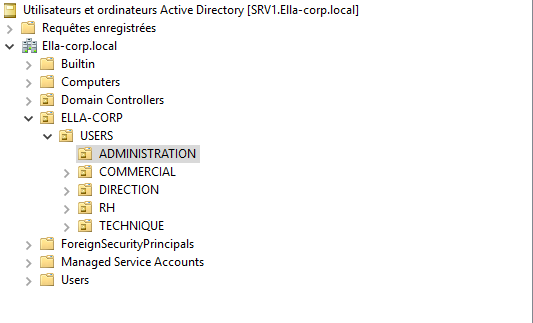 Utilisateurs et ordinateurs Active Directory [SRV1.Ella-corp.local]
Requêtes enregistrées
Ella-corp.local
Builtin
Computers
Domain Controllers
ELLA-CORP
USERS
ADMINISTRATION
COMMERCIAL
DIRECTION
RH
TECHNIQUE
ForeignSecurityPrincipals
Managed Service Accounts
Users